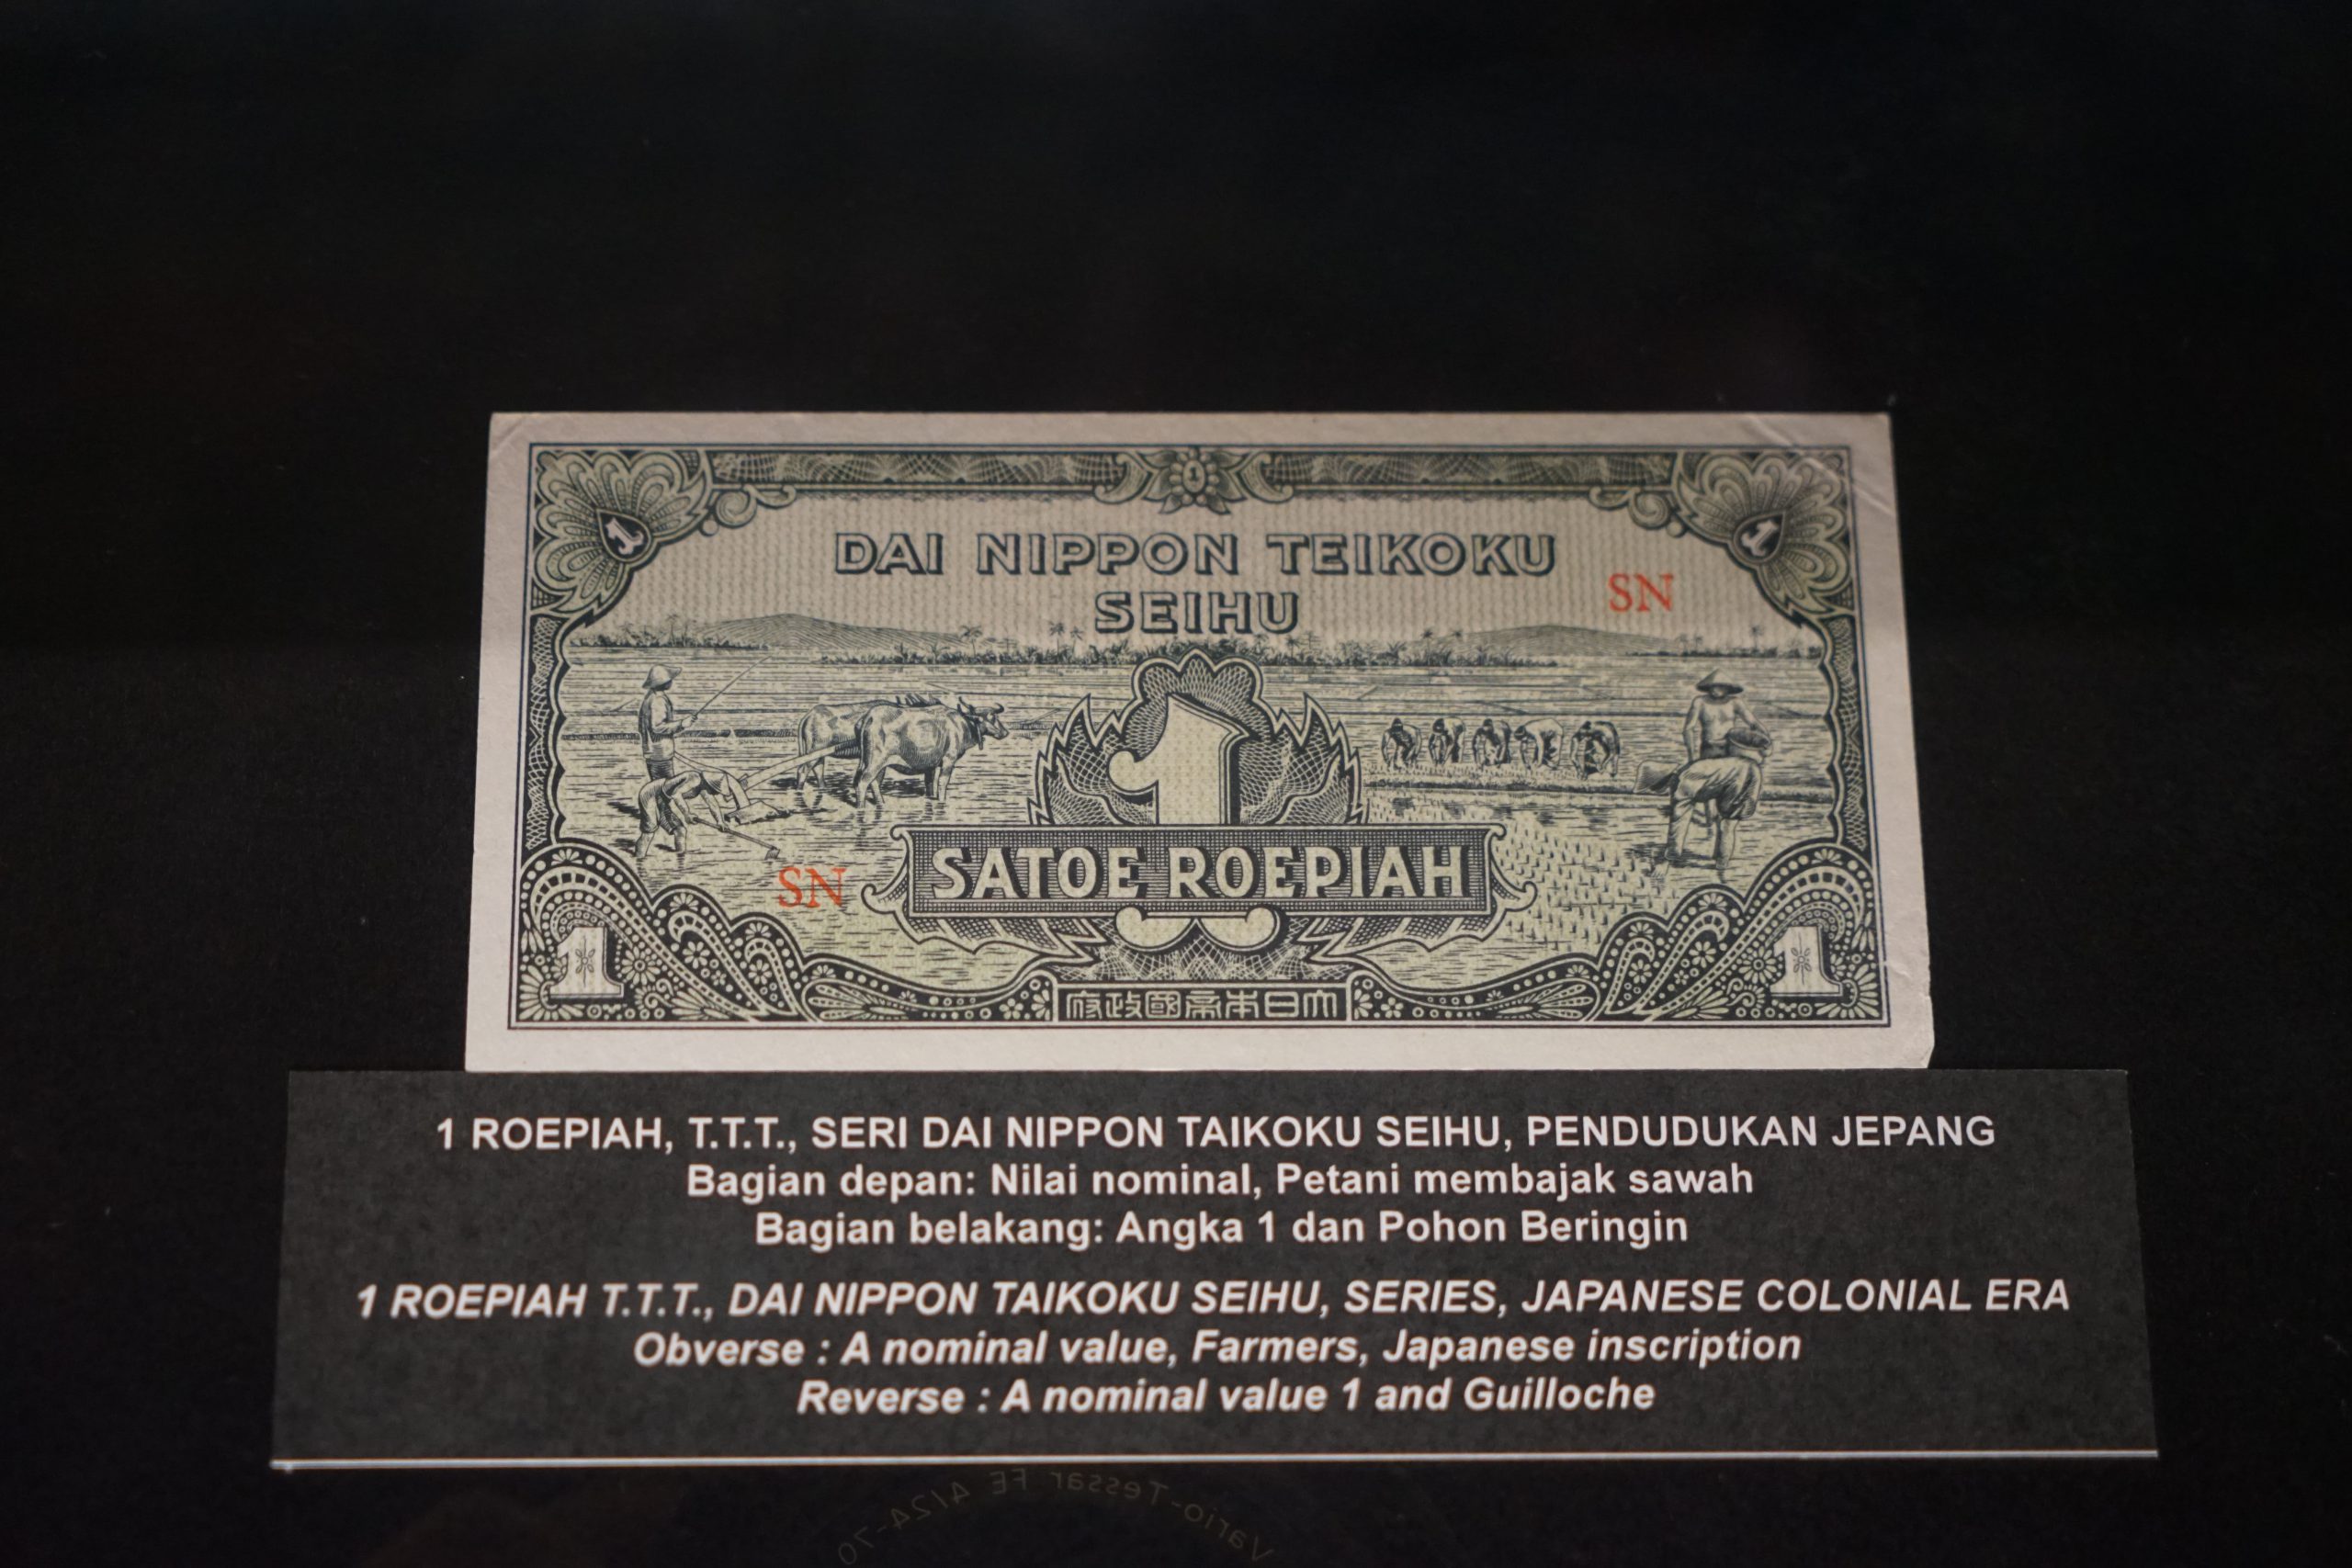 1
1
1
DAI NIPPON TEIKOKU
SEIHU
SN
1
SATOE ROEPIAH
SN
1
1
府政國帝本日大
1 ROEPIAH, T.T.T., SERI DAI NIPPON TAIKOKU SEIHU, PENDUDUKAN JEPANG
Bagian depan: Nilai nominal, Petani membajak sawah
Bagian belakang: Angka 1 dan Pohon Beringin
1 ROEPIAH T.T.T., DAI NIPPON TAIKOKU SEIHU, SERIES, JAPANESE COLONIAL ERA
Obverse : A nominal value, Farmers, Japanese inscription
Reverse : A nominal value 1 and Guilloche
Vario-Tessar FE 4/24-70